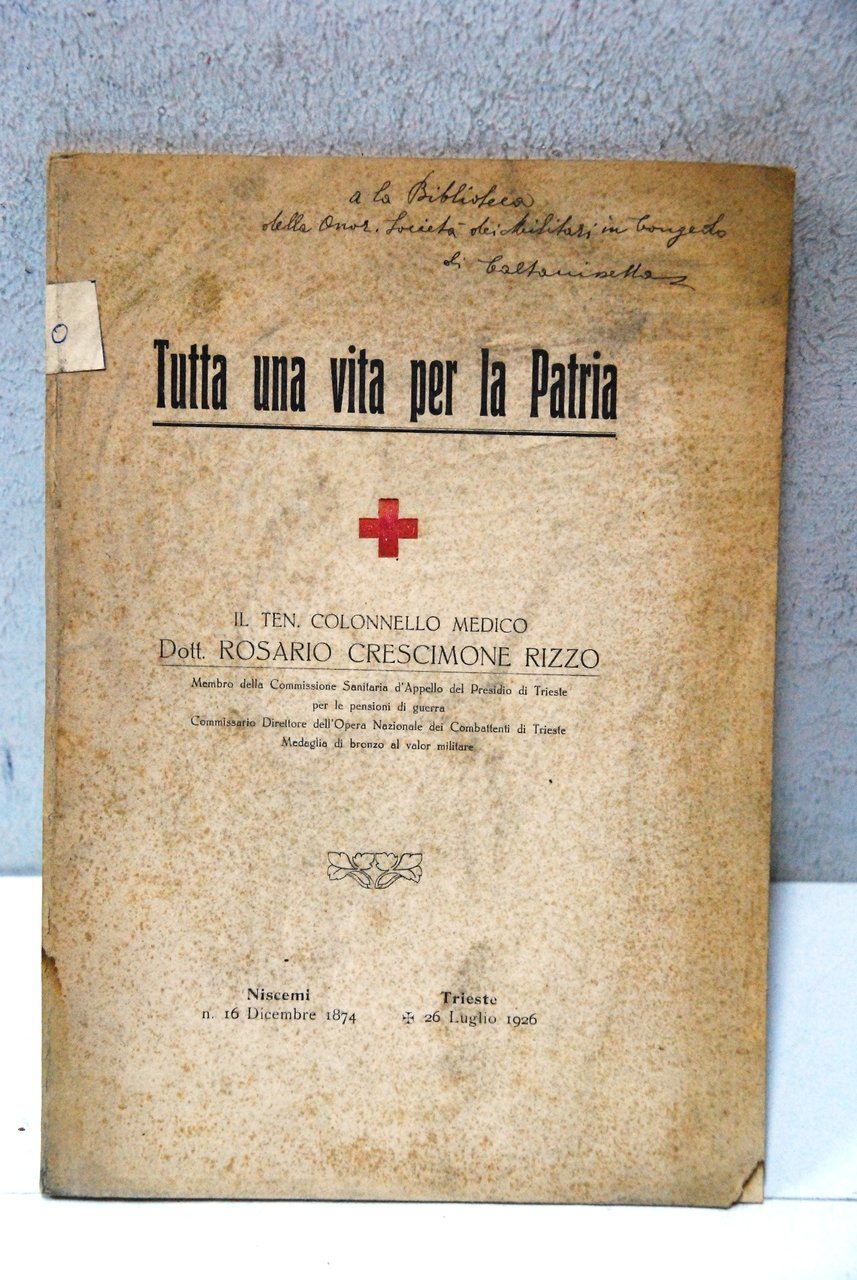 a la Biblioteca
della Onor. Società dei Militari in Congedo
di Caltanissetta
O
Tutta una vita per la Patria
IL TEN. COLONNELLO MEDICO
Dott. ROSARIO CRESCIMONE RIZZO
Membro della Commissione Sanitaria d'Appello del Presidio di Trieste
per le pensioni di guerra
Commissario Direttore dell'Opera Nazionale dei Combattenti di Trieste
Medaglia di bronzo al valor militare
Niscemi
n. 16 Dicembre 1874
Trieste
✠ 26 Luglio 1926